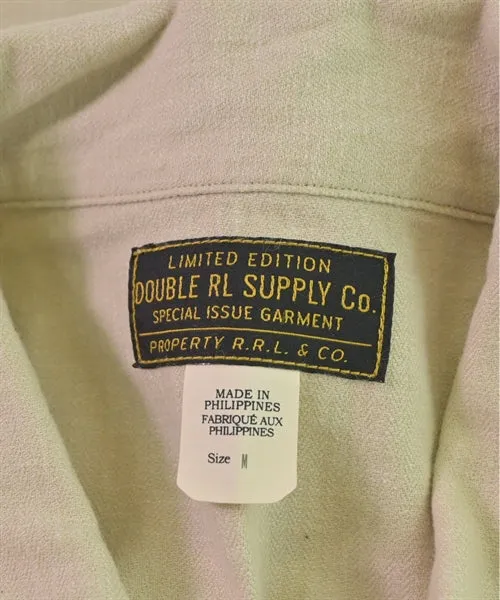 LIMITED EDITION
DOUBLE RL SUPPLY Co.
SPECIAL ISSUE GARMENT
PROPERTY R.R.L. & CO.
MADE IN
PHILIPPINES
FABRIQUÉ AUX
PHILIPPINES
Size M